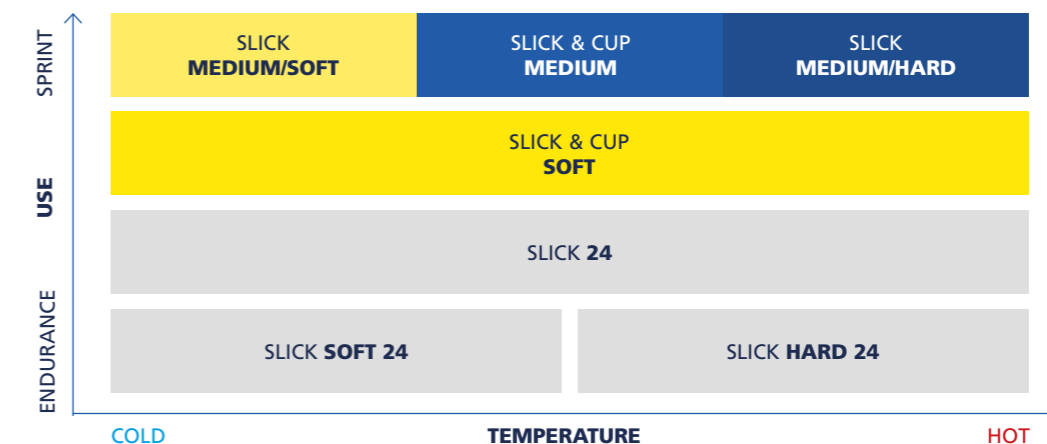 SPRINT
USE
ENDURANCE
SLICK
MEDIUM/SOFT
SLICK & CUP
MEDIUM
SLICK
MEDIUM/HARD
SLICK & CUP
SOFT
SLICK 24
SLICK SOFT 24
SLICK HARD 24
COLD
TEMPERATURE
HOT